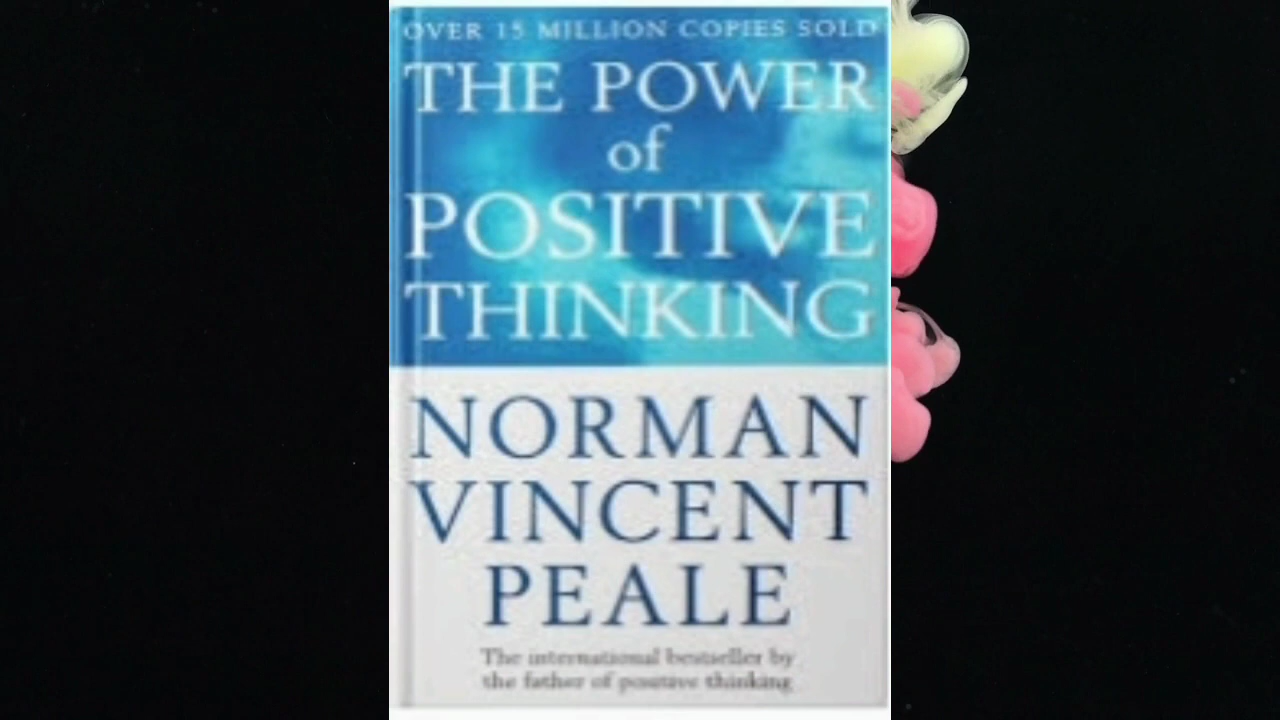 OVER 15 MILLION COPIES SOLD
THE POWER
of
POSITIVE
THINKING
NORMAN
VINCENT
PEALE
The international bestseller by
the father of positive thinking